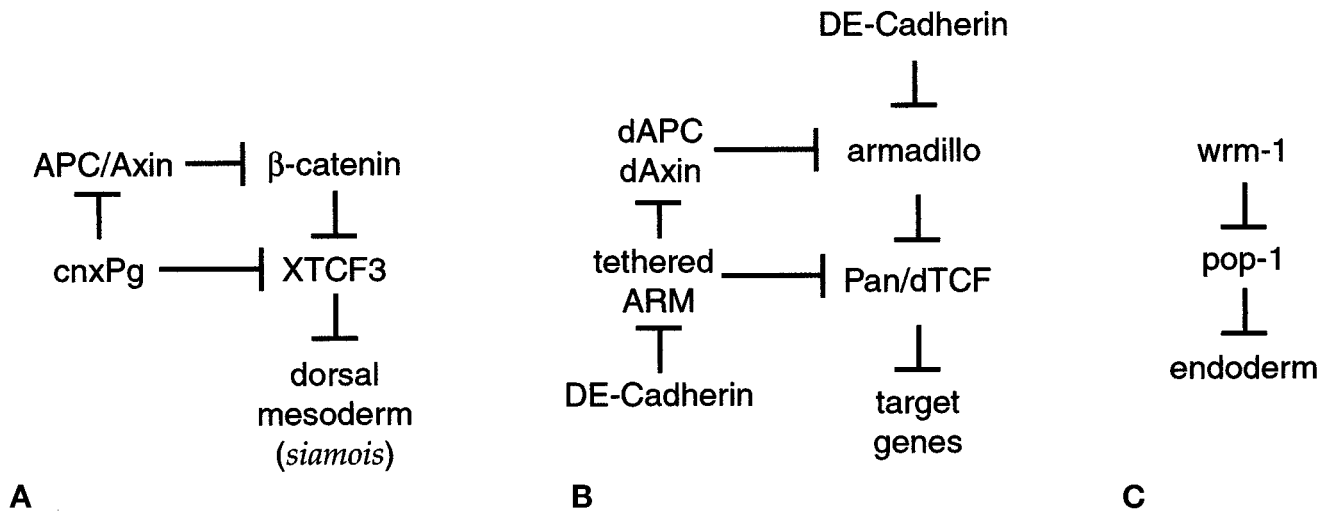 APC/Axin
β-catenin
cnxPg
XTCF3
dorsal
mesoderm
(siamois)
A
DE-Cadherin
dAPC
dAxin
armadillo
tethered
ARM
Pan/dTCF
DE-Cadherin
target
genes
B
wrm-1
pop-1
endoderm
C